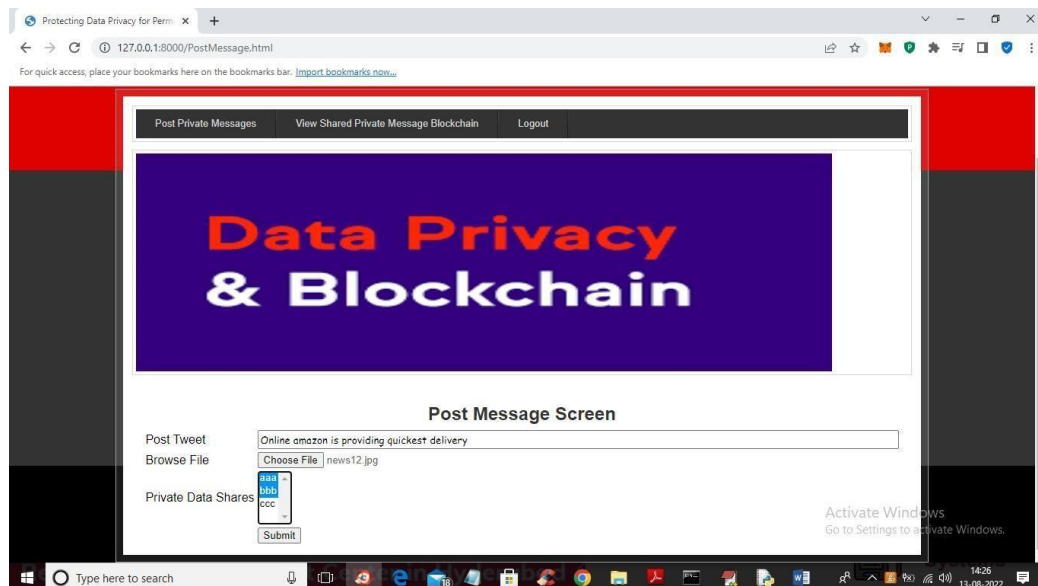 Protecting Data Privacy for Perm
127.0.0.1:8000/PostMessage.html
For quick access, place your bookmarks here on the bookmarks bar. Import bookmarks now...
Post Private Messages View Shared Private Message Blockchain Logout
Data Privacy
& Blockchain
Post Message Screen
Post Tweet Online amazon is providing quickest delivery
Browse File Choose File news12.jpg
Private Data Shares
aaa
bbb
ccc
Submit
Activate Windows
Go to Settings to activate Windows.
Type here to search
18
14:26
13-08-2022